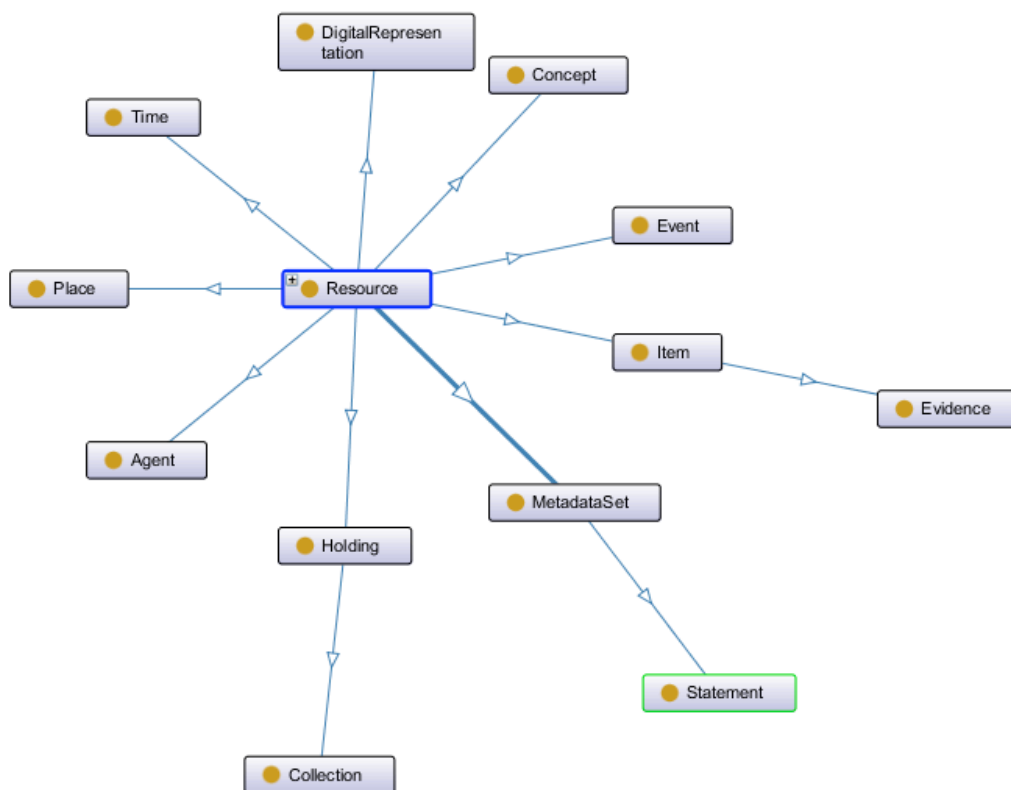 DigitalRepresen
tation
Concept
Time
Event
Place
Resource
Item
Evidence
Agent
MetadataSet
Holding
Statement
Collection